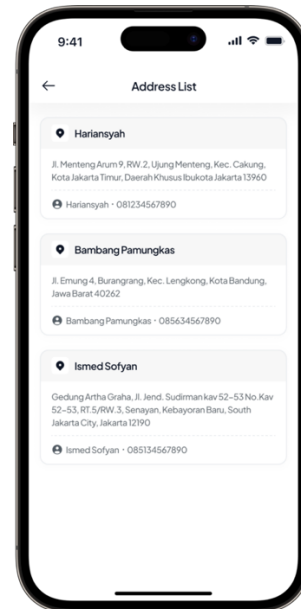 9:41
Address List
Hariansyah
Jl. Menteng Arum 9, RW.2, Ujung Menteng, Kec. Cakung,
Kota Jakarta Timur, Daerah Khusus Ibukota Jakarta 13960
Hariansyah · 081234567890
Bambang Pamungkas
Jl. Emung 4, Burangrang, Kec. Lengkong, Kota Bandung,
Jawa Barat 40262
Bambang Pamungkas · 085634567890
Ismed Sofyan
Gedung Artha Graha, Jl. Jend. Sudirman kav 52-53 No.Kav
52-53, RT.5/RW.3, Senayan, Kebayoran Baru, South
Jakarta City, Jakarta 12190
Ismed Sofyan · 085134567890